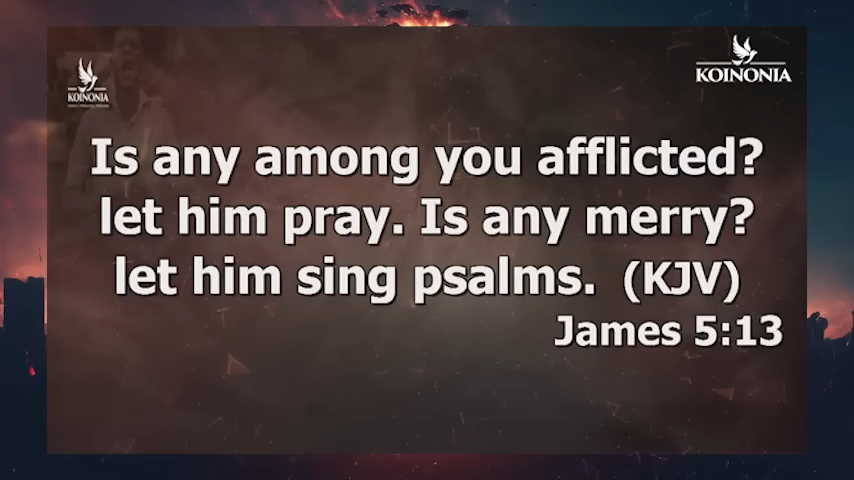 KOINONIA
KOINONIA
Is any among you afflicted?
let him pray. Is any merry?
let him sing psalms. (KJV)
James 5:13